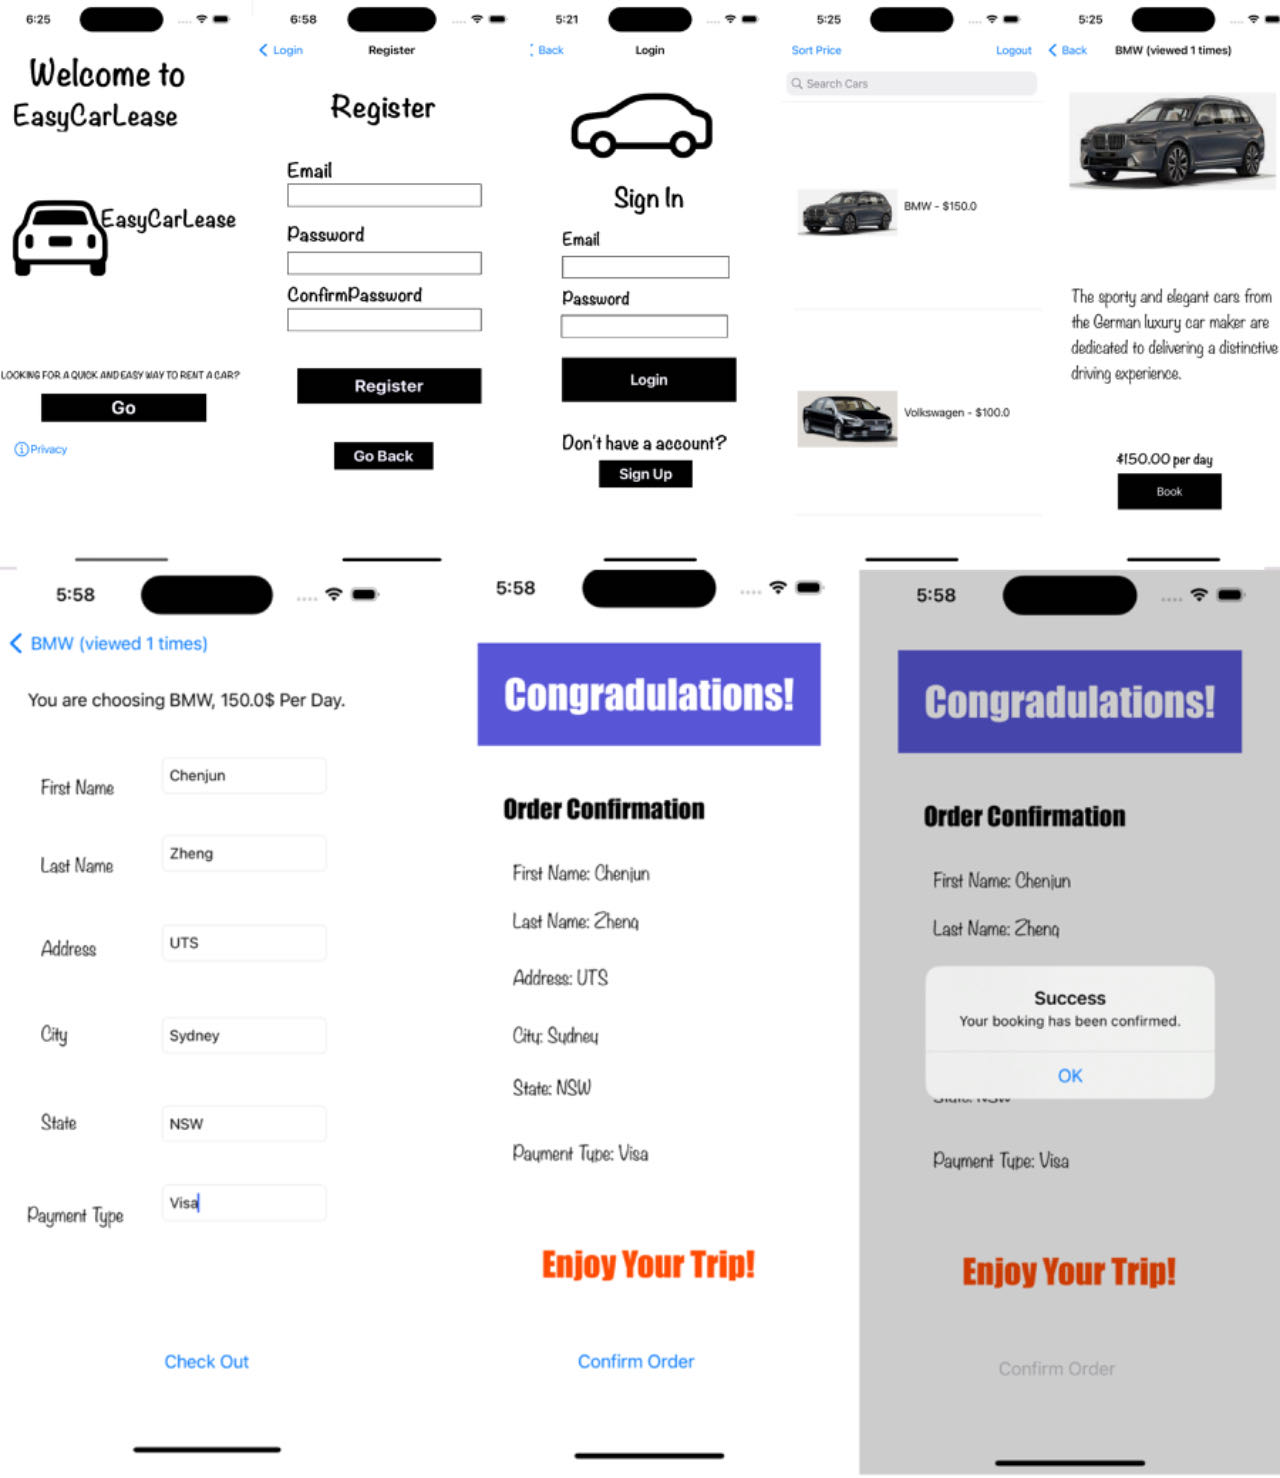 6:25
Welcome to
EasyCarLease
EasyCarLease
LOOKING FOR A QUICK AND EASY WAY TO RENT A CAR?
Go
Privacy
6:58
Login
Register
Register
Email
Password
ConfirmPassword
Register
Go Back
5:21
Back
Login
Sign In
Email
Password
Login
Don't have a account?
Sign Up
5:25
Sort Price
Logout
Search Cars
BMW - $150.0
Volkswagen - $100.0
5:25
Back
BMW (viewed 1 times)
The sporty and elegant cars from
the German luxury car maker are
dedicated to delivering a distinctive
driving experience.
$150.00 per day
Book
5:58
BMW (viewed 1 times)
You are choosing BMW, 150.0$ Per Day.
First Name Chenjun
Last Name Zheng
Address UTS
City Sydney
State NSW
Payment Type Visa
Check Out
5:58
Congradulations!
Order Confirmation
First Name: Chenjun
Last Name: Zheng
Address: UTS
City: Sydney
State: NSW
Payment Type: Visa
Enjoy Your Trip!
Confirm Order
5:58
Congradulations!
Order Confirmation
First Name: Chenjun
Last Name: Zheng
Success
Your booking has been confirmed.
OK
State: NSW
Payment Type: Visa
Enjoy Your Trip!
Confirm Order